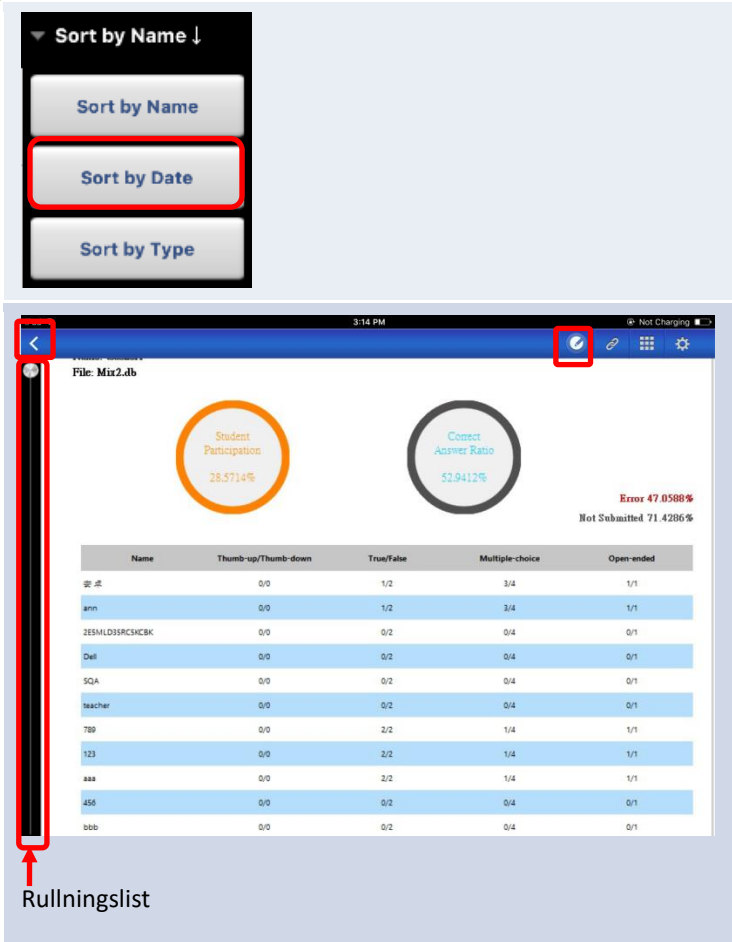 Sort by Name ↓
Sort by Name
Sort by Date
Sort by Type
3:14 PM
Not Charging
File: Mix2.db
Student
Participation
28.5714%
Correct
Answer Ratio
52.9412%
Error 47.0588%
Not Submitted 71.4286%
Name Thumb-up/Thumb-down True/False Multiple-choice Open-ended
0/0 1/2 3/4 1/1
ann 0/0 1/2 3/4 1/1
2ESMLD3SRCSKCBK 0/0 0/2 0/4 0/1
Dell 0/0 0/2 0/4 0/1
SQA 0/0 0/2 0/4 0/1
teacher 0/0 0/2 0/4 0/1
789 0/0 2/2 1/4 1/1
123 0/0 2/2 1/4 1/1
aaa 0/0 2/2 1/4 1/1
456 0/0 0/2 0/4 0/1
bbb 0/0 0/2 0/4 0/1
Rullningslist